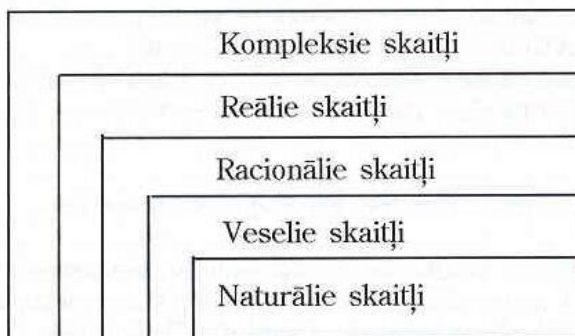 Kompleksie skaitļi
Reālie skaitļi
Racionālie skaitļi
Veselie skaitļi
Naturālie skaitļi